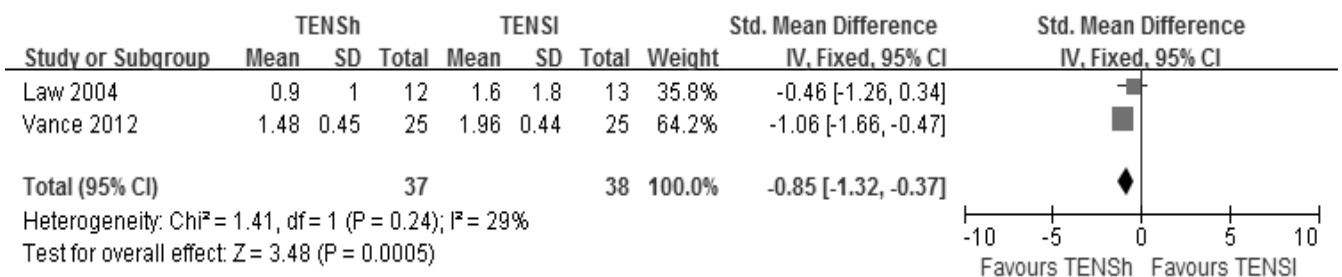 TENSh TENSl Std. Mean Difference Std. Mean Difference
Study or Subgroup Mean SD Total Mean SD Total Weight IV, Fixed, 95% CI IV, Fixed, 95% CI
Law 2004 0.9 1 12 1.6 1.8 13 35.8% -0.46 [-1.26, 0.34]
Vance 2012 1.48 0.45 25 1.96 0.44 25 64.2% -1.06 [-1.66, -0.47]
Total (95% CI) 37 38 100.0% -0.85 [-1.32, -0.37]
Heterogeneity: Chi² = 1.41, df = 1 (P = 0.24); I² = 29%
Test for overall effect: Z = 3.48 (P = 0.0005)
-10 -5 0 5 10
Favours TENSh Favours TENSl